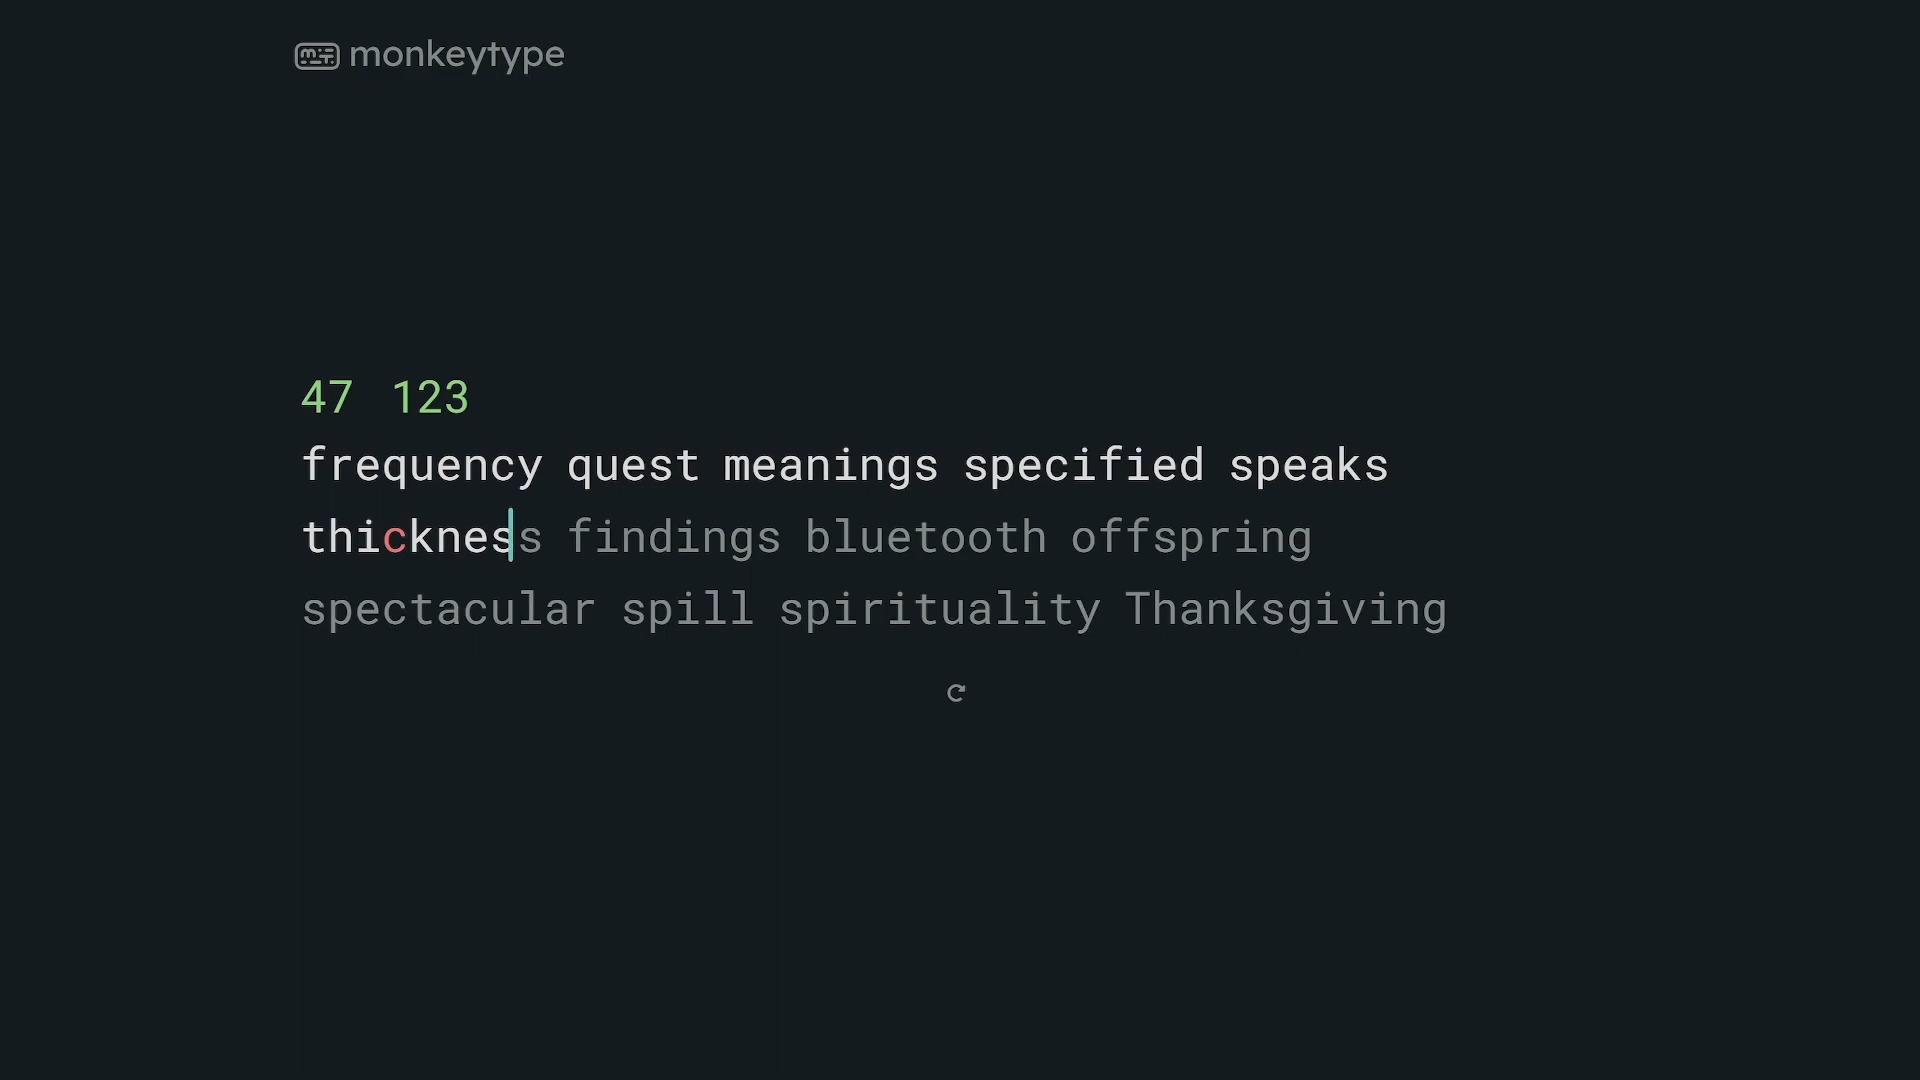 monkeytype
47 123
frequency quest meanings specified speaks
thickness findings bluetooth offspring
spectacular spill spirituality Thanksgiving